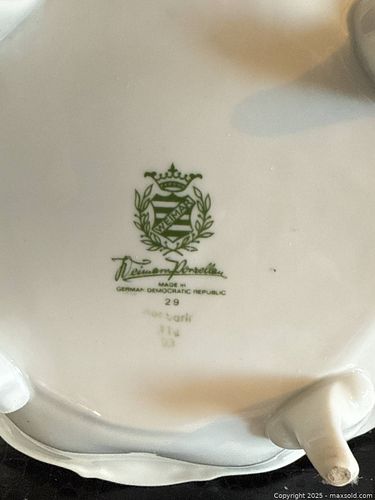 WEIMAR
Weimar Porzellan
MADE IN
GERMAN DEMOCRATIC REPUBLIC
29
Copyright 2025 - maxsold.com